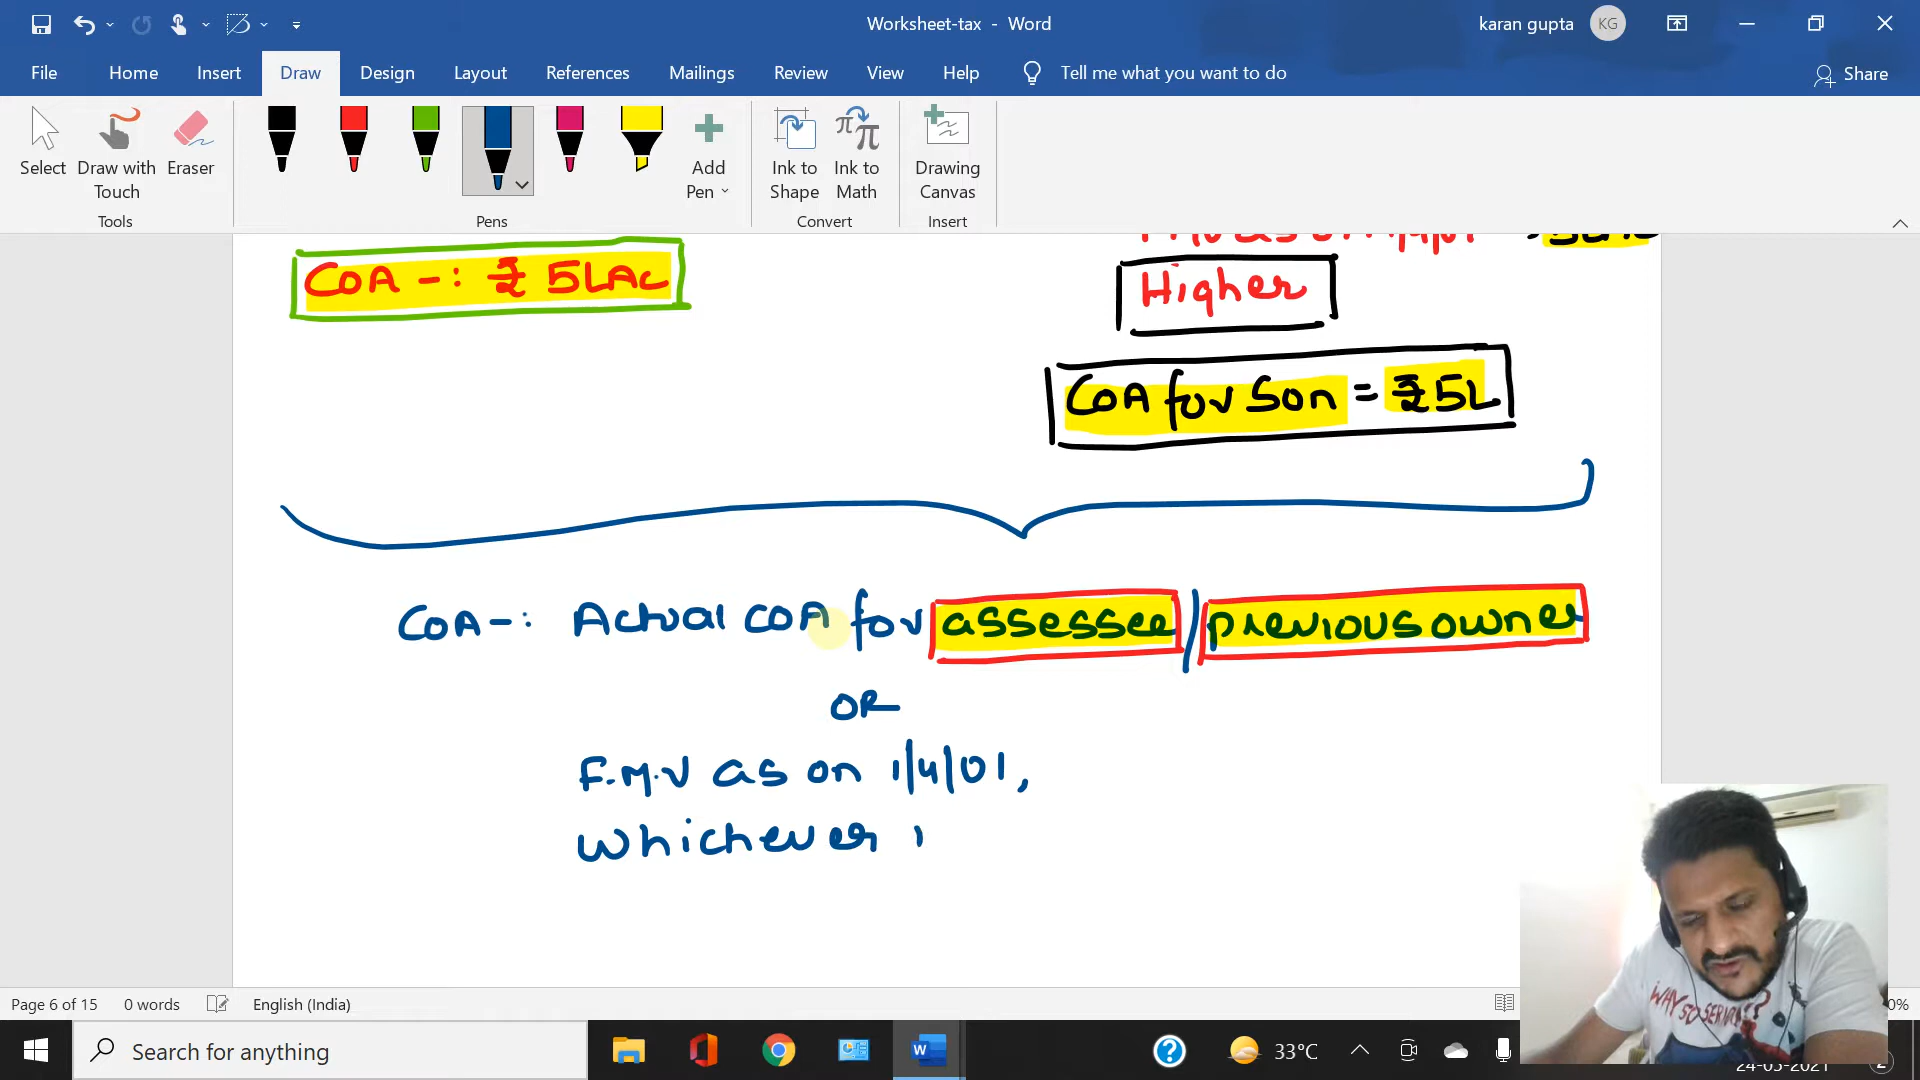 Worksheet-tax - Word
karan gupta KG
File Home Insert Draw Design Layout References Mailings Review View Help Tell me what you want to do Share
Select Draw with Touch Eraser Add Pen Ink to Shape Ink to Math Drawing Canvas
Tools Pens Convert Insert
COA -: ₹ 5LAC
Higher
COA for Son = ₹5L
COA -: Actual COA for assessee / previous owner
OR
F.M.V as on 1/4/01,
Whichever
WHY SO
Page 6 of 15 0 words English (India)
Search for anything
33°C